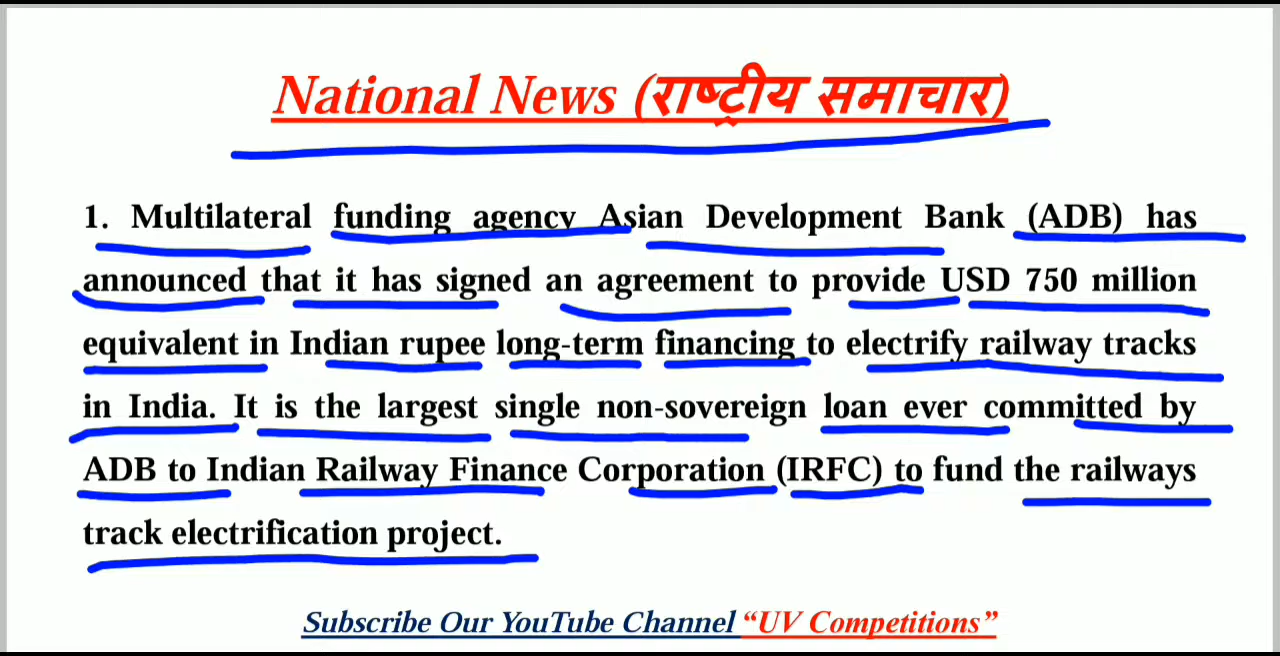 National News (राष्ट्रीय समाचार)
1. Multilateral funding agency Asian Development Bank (ADB) has
announced that it has signed an agreement to provide USD 750 million
equivalent in Indian rupee long-term financing to electrify railway tracks
in India. It is the largest single non-sovereign loan ever committed by
ADB to Indian Railway Finance Corporation (IRFC) to fund the railways
track electrification project.
Subscribe Our YouTube Channel “UV Competitions”